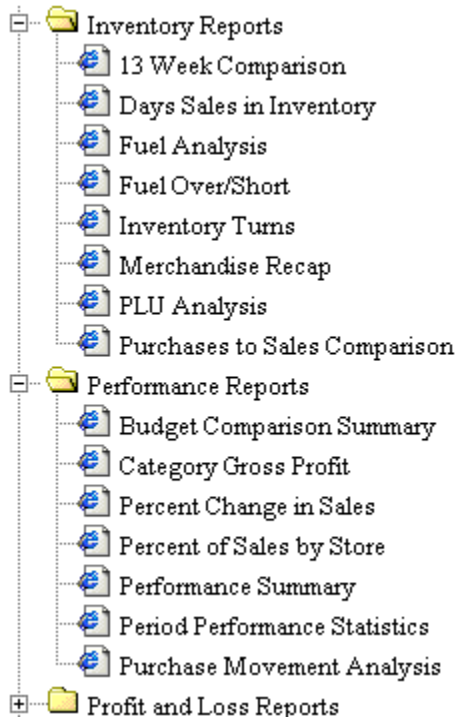 Inventory Reports
13 Week Comparison
Days Sales in Inventory
Fuel Analysis
Fuel Over/Short
Inventory Turns
Merchandise Recap
PLU Analysis
Purchases to Sales Comparison
Performance Reports
Budget Comparison Summary
Category Gross Profit
Percent Change in Sales
Percent of Sales by Store
Performance Summary
Period Performance Statistics
Purchase Movement Analysis
Profit and Loss Reports